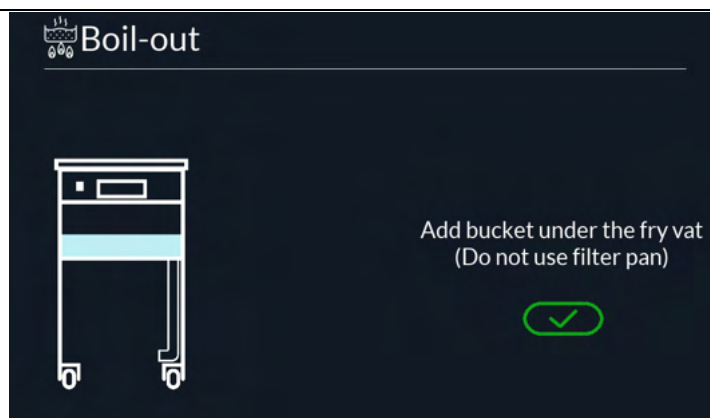 Boil-out
Add bucket under the fry vat
(Do not use filter pan)